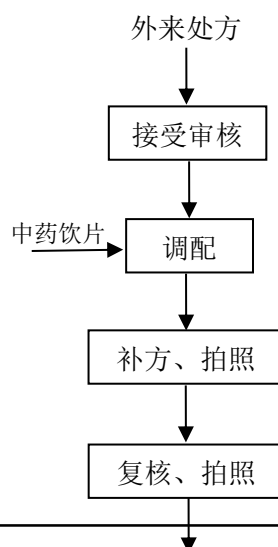 外来处方
接受审核
中药饮片
调配
补方、拍照
复核、拍照